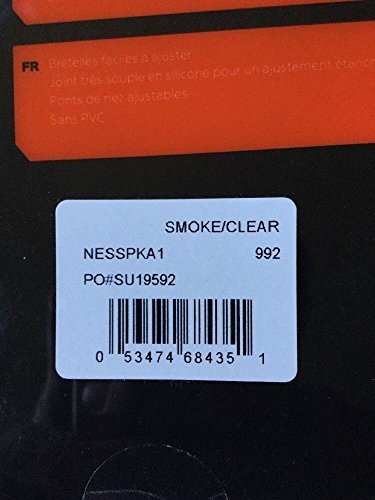 FR
Bretelles faciles à ajuster
Joint très souple en silicone pour un ajustement étanch
Ponts de nez ajustables
Sans PVC
SMOKE/CLEAR
NESSPKA1 992
PO#SU19592
0 53474 68435 1